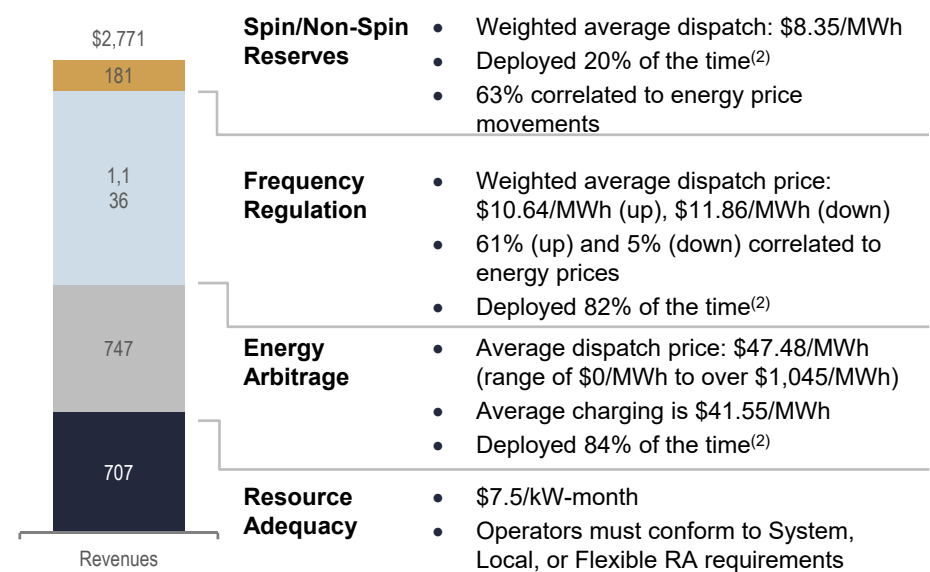 $2,771
181
1,1
36
747
707
Revenues
Spin/Non-Spin
Reserves
• Weighted average dispatch: $8.35/MWh
• Deployed 20% of the time(2)
• 63% correlated to energy price
movements
Frequency
Regulation
• Weighted average dispatch price:
$10.64/MWh (up), $11.86/MWh (down)
• 61% (up) and 5% (down) correlated to
energy prices
• Deployed 82% of the time(2)
Energy
Arbitrage
• Average dispatch price: $47.48/MWh
(range of $0/MWh to over $1,045/MWh)
• Average charging is $41.55/MWh
• Deployed 84% of the time(2)
Resource
Adequacy
• $7.5/kW-month
• Operators must conform to System,
Local, or Flexible RA requirements